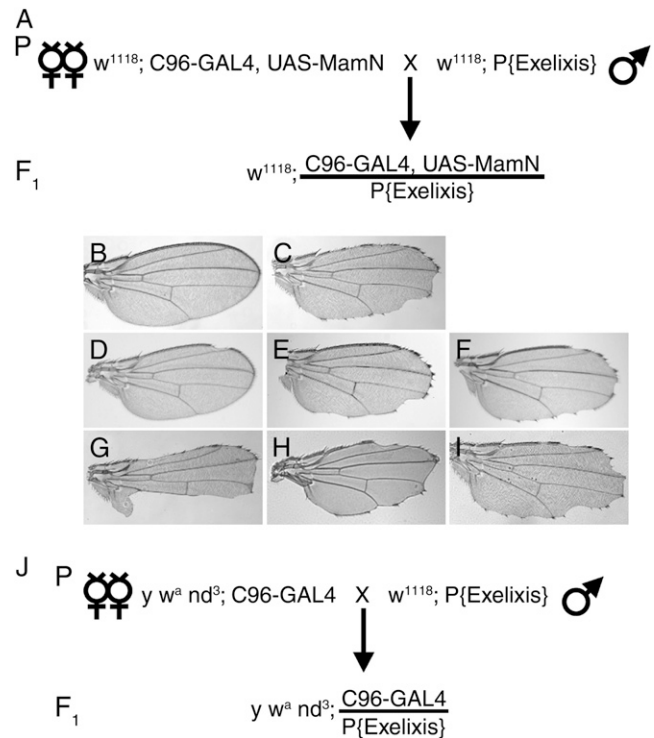 A
P w¹¹¹⁸; C96-GAL4, UAS-MamN X w¹¹¹⁸; P{Exelixis}
F₁ w¹¹¹⁸; C96-GAL4, UAS-MamN
P{Exelixis}
B C
D E F
G H I
J
P y wᵃ nd³; C96-GAL4 X w¹¹¹⁸; P{Exelixis}
F₁ y wᵃ nd³; C96-GAL4
P{Exelixis}